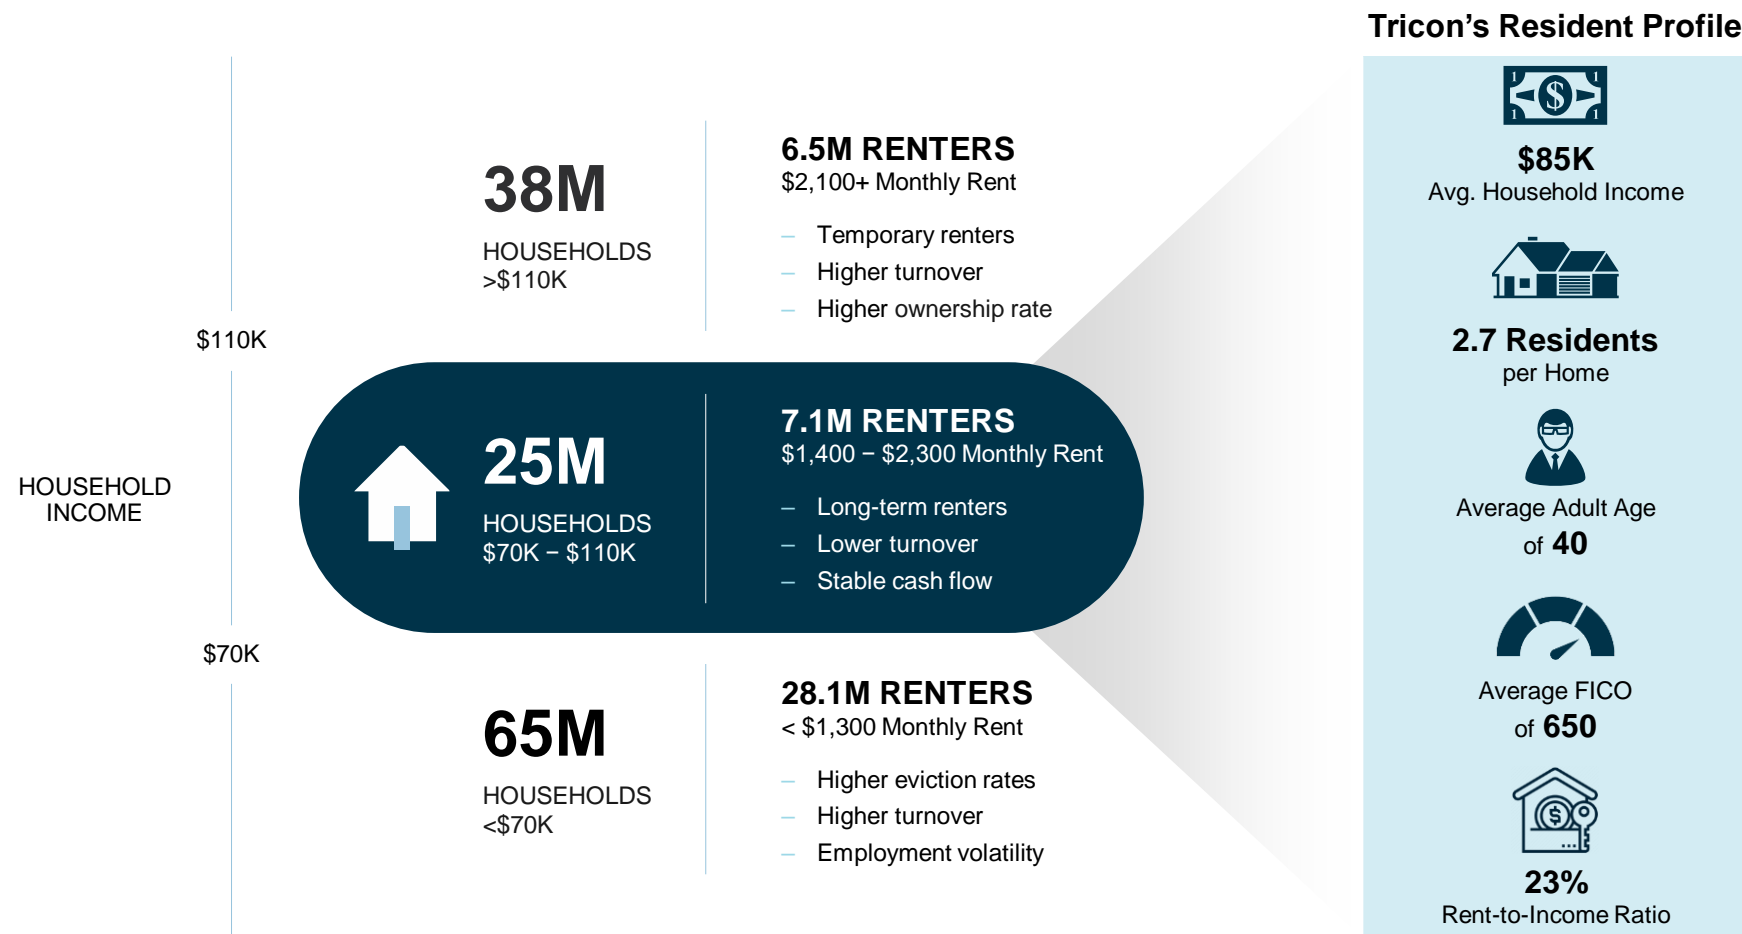 Tricon’s Resident Profile
HOUSEHOLD
INCOME
$110K
$70K
38M
HOUSEHOLDS
>$110K
6.5M RENTERS
$2,100+ Monthly Rent
– Temporary renters
– Higher turnover
– Higher ownership rate
25M
HOUSEHOLDS
$70K – $110K
7.1M RENTERS
$1,400 – $2,300 Monthly Rent
– Long-term renters
– Lower turnover
– Stable cash flow
65M
HOUSEHOLDS
<$70K
28.1M RENTERS
< $1,300 Monthly Rent
– Higher eviction rates
– Higher turnover
– Employment volatility
1 $ 1
1 1
$85K
Avg. Household Income
2.7 Residents
per Home
Average Adult Age
of 40
Average FICO
of 650
$
23%
Rent-to-Income Ratio